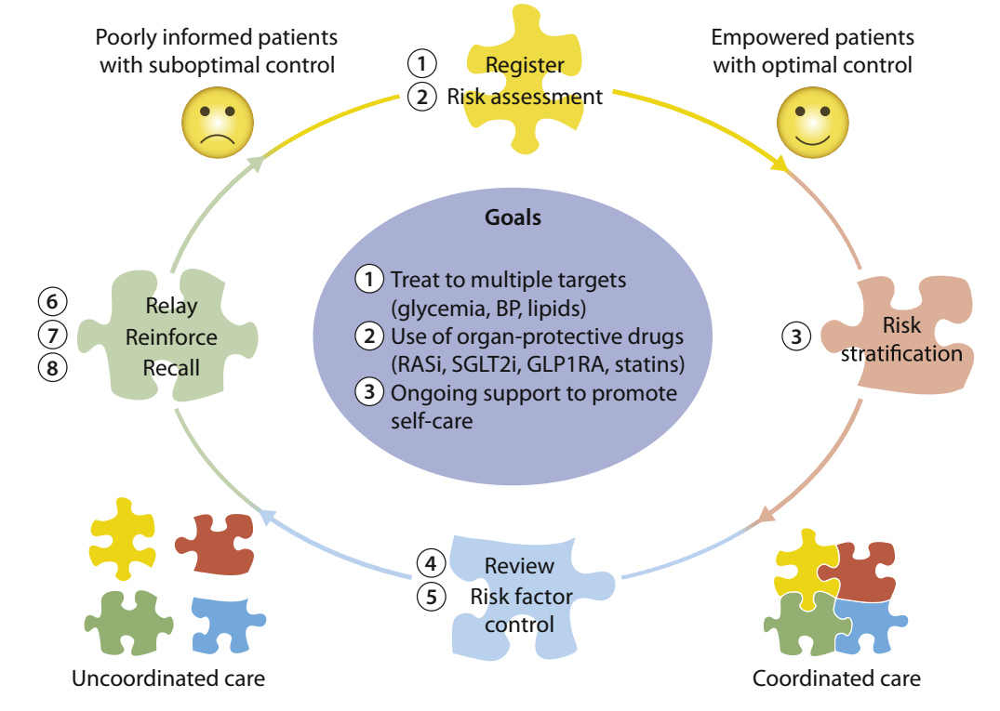 Poorly informed patients
with suboptimal control
1 Register
2 Risk assessment
Empowered patients
with optimal control
Goals
1 Treat to multiple targets
(glycemia, BP, lipids)
2 Use of organ-protective drugs
(RASi, SGLT2i, GLP1RA, statins)
3 Ongoing support to promote
self-care
6 Relay
7 Reinforce
8 Recall
3 Risk
stratification
4 Review
5 Risk factor
control
Uncoordinated care
Coordinated care